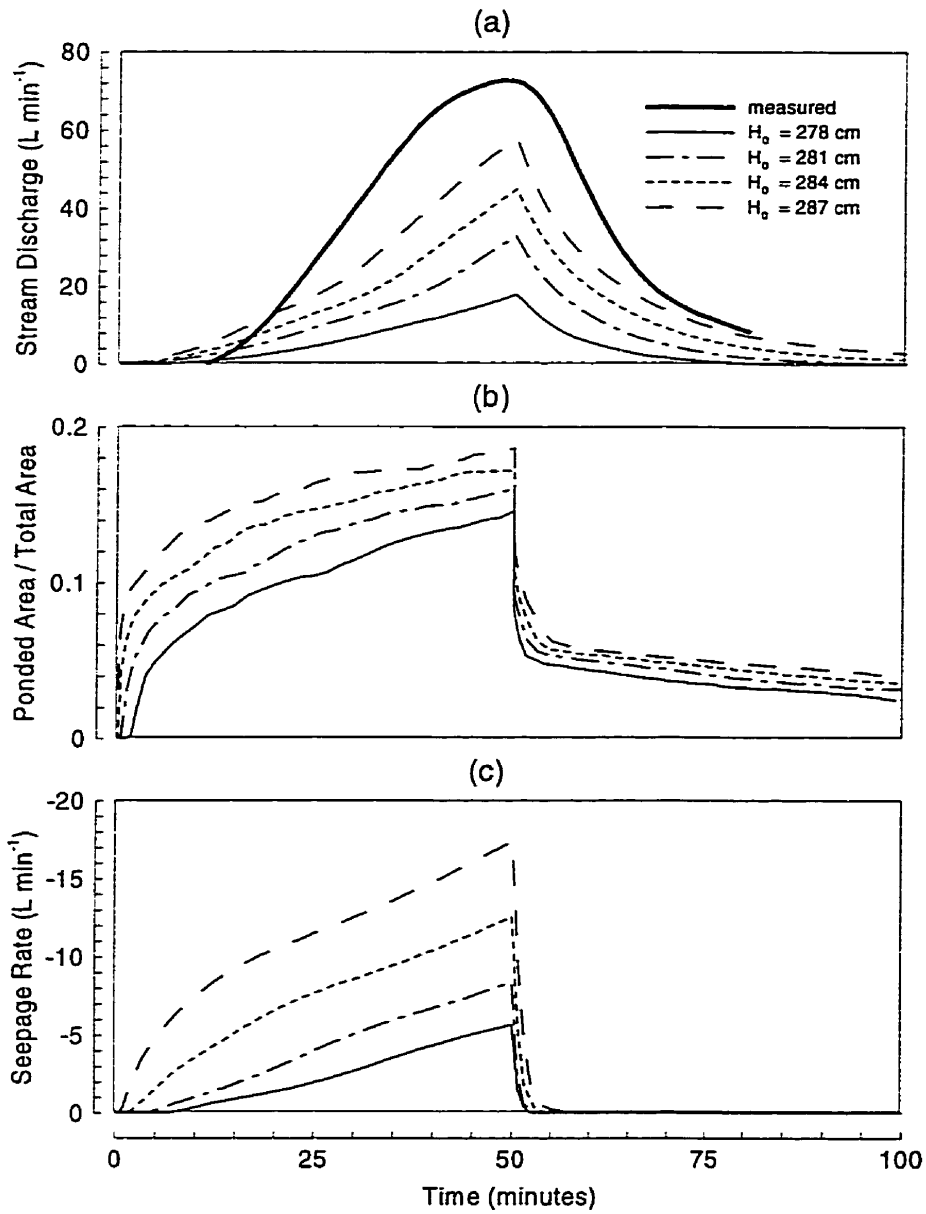 (a)
Stream Discharge (L min⁻¹)
80
60
40
20
0
measured
H₀ = 278 cm
H₀ = 281 cm
H₀ = 284 cm
H₀ = 287 cm
(b)
Ponded Area / Total Area
0.2
0.1
0
(c)
Seepage Rate (L min⁻¹)
-20
-15
-10
-5
0
0 25 50 75 100
Time (minutes)